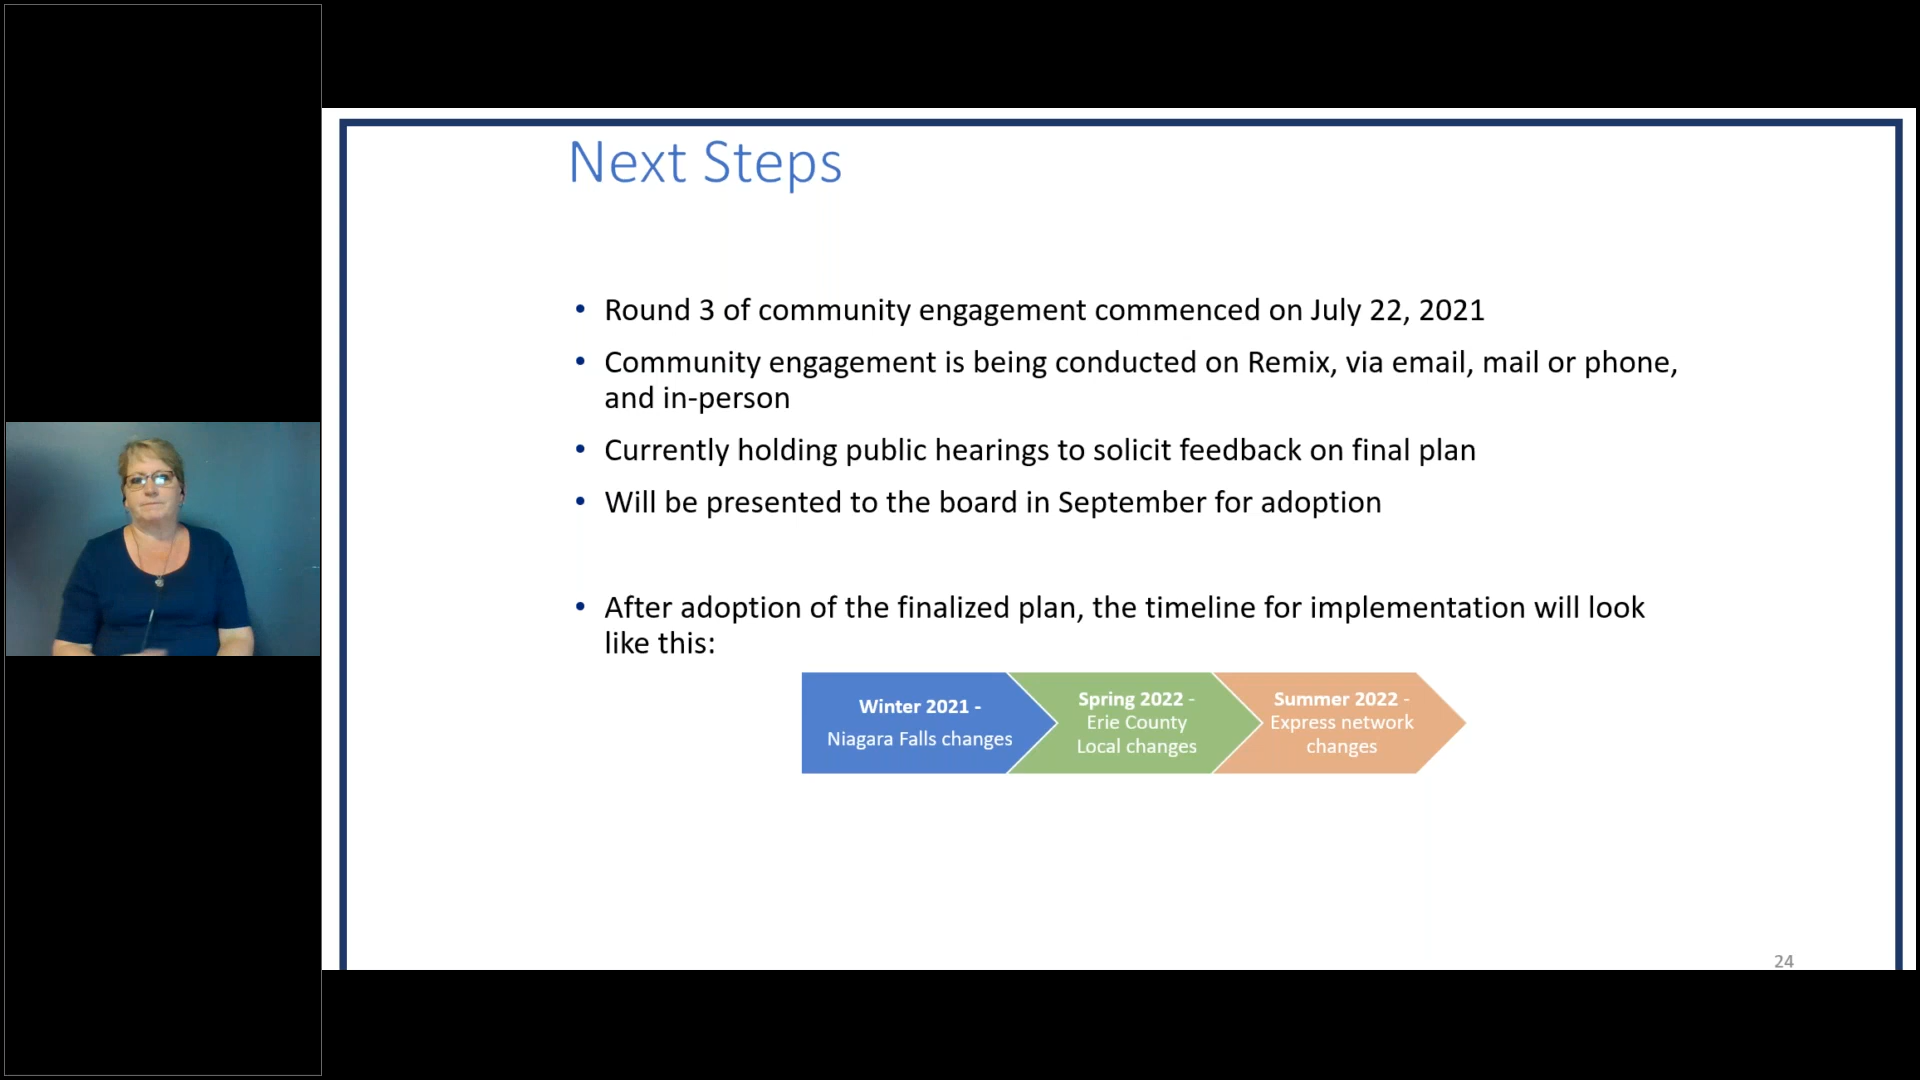 Next Steps
• Round 3 of community engagement commenced on July 22, 2021
• Community engagement is being conducted on Remix, via email, mail or phone,
and in-person
• Currently holding public hearings to solicit feedback on final plan
• Will be presented to the board in September for adoption
• After adoption of the finalized plan, the timeline for implementation will look
like this:
Winter 2021 -
Niagara Falls changes
Spring 2022 -
Erie County
Local changes
Summer 2022 -
Express network
changes
24